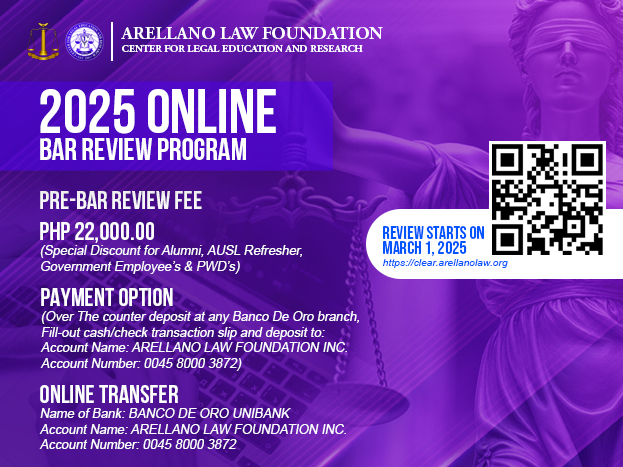 ARELLANO LAW FOUNDATION
CENTER FOR LEGAL EDUCATION AND RESEARCH
2025 ONLINE
BAR REVIEW PROGRAM
PRE-BAR REVIEW FEE
PHP 22,000.00
(Special Discount for Alumni, AUSL Refresher,
Government Employee's & PWD's)
REVIEW STARTS ON
MARCH 1, 2025
https://clear.arellanolaw.org
PAYMENT OPTION
(Over The counter deposit at any Banco De Oro branch,
Fill-out cash/check transaction slip and deposit to:
Account Name: ARELLANO LAW FOUNDATION INC.
Account Number: 0045 8000 3872)
ONLINE TRANSFER
Name of Bank: BANCO DE ORO UNIBANK
Account Name: ARELLANO LAW FOUNDATION INC.
Account Number: 0045 8000 3872